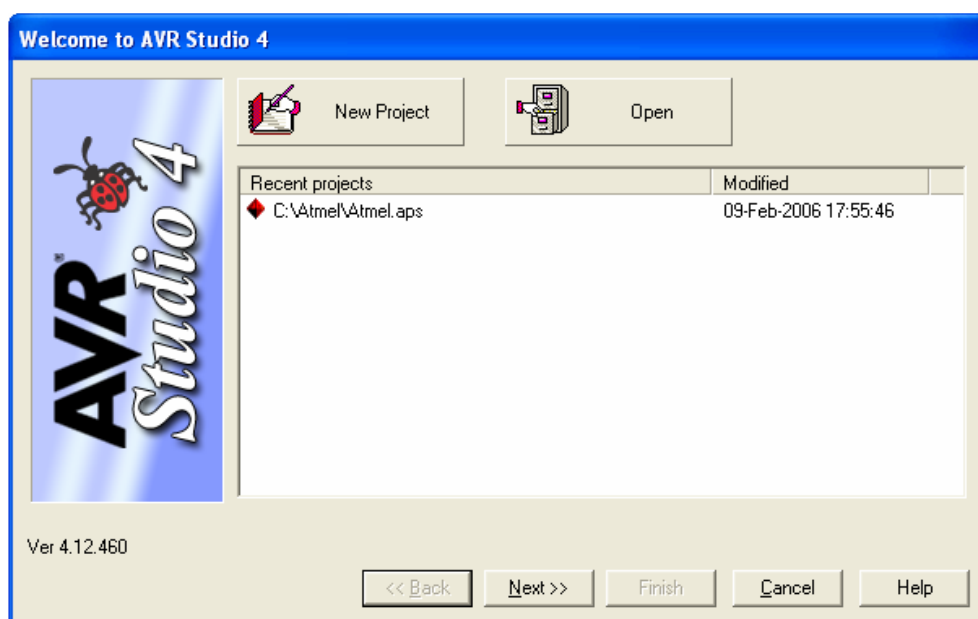 Welcome to AVR Studio 4
AVR®
Studio 4
New Project
Open
Recent projects Modified
C:\Atmel\Atmel.aps 09-Feb-2006 17:55:46
Ver 4.12.460
<< Back Next >> Finish Cancel Help